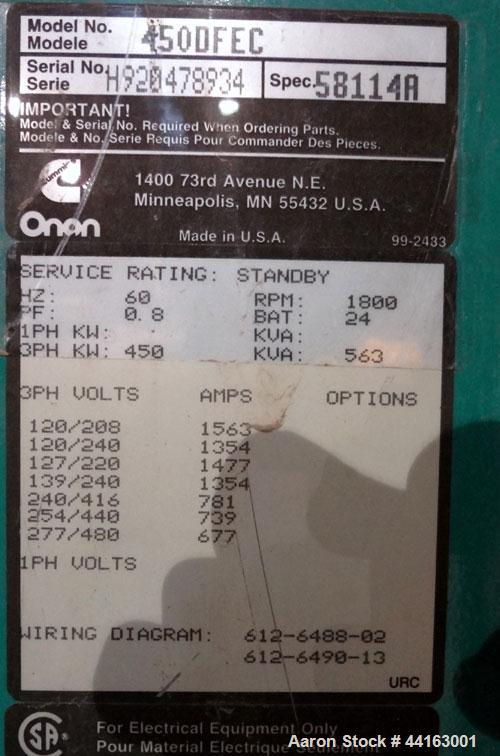 Model No. 450DFEC
Modele
Serial No. H920478934 Spec. 58114A
Serie
IMPORTANT!
Model & Serial No. Required When Ordering Parts.
Modele & No. Serie Requis Pour Commander Des Pieces.
Cummins
Onan
1400 73rd Avenue N.E.
Minneapolis, MN 55432 U.S.A.
Made in U.S.A. 99-2433
SERVICE RATING: STANDBY
HZ: 60 RPM: 1800
PF: 0.8 BAT: 24
1PH KW: KVA:
3PH KW: 450 KVA: 563
3PH VOLTS AMPS OPTIONS
120/208 1563
120/240 1354
127/220 1477
139/240 1354
240/416 781
254/440 739
277/480 677
1PH VOLTS
WIRING DIAGRAM: 612-6488-02
612-6490-13
URC
SA For Electrical Equipment Only
Pour Material Electrique Seulement
Aaron Stock # 44163001